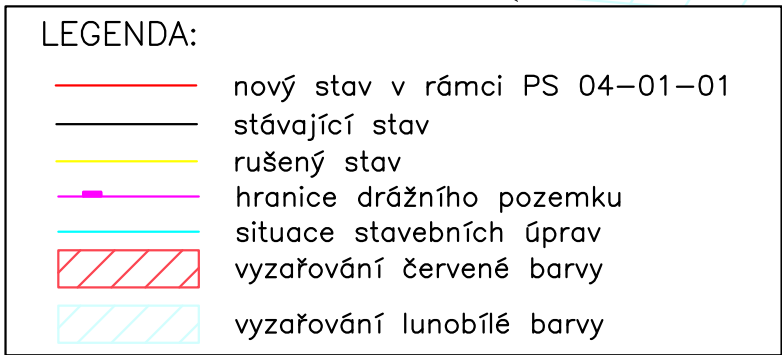 LEGENDA:
nový stav v rámci PS 04-01-01
stávající stav
rušený stav
hranice drážního pozemku
situace stavebních úprav
vyzařování červené barvy
vyzařování lunobílé barvy